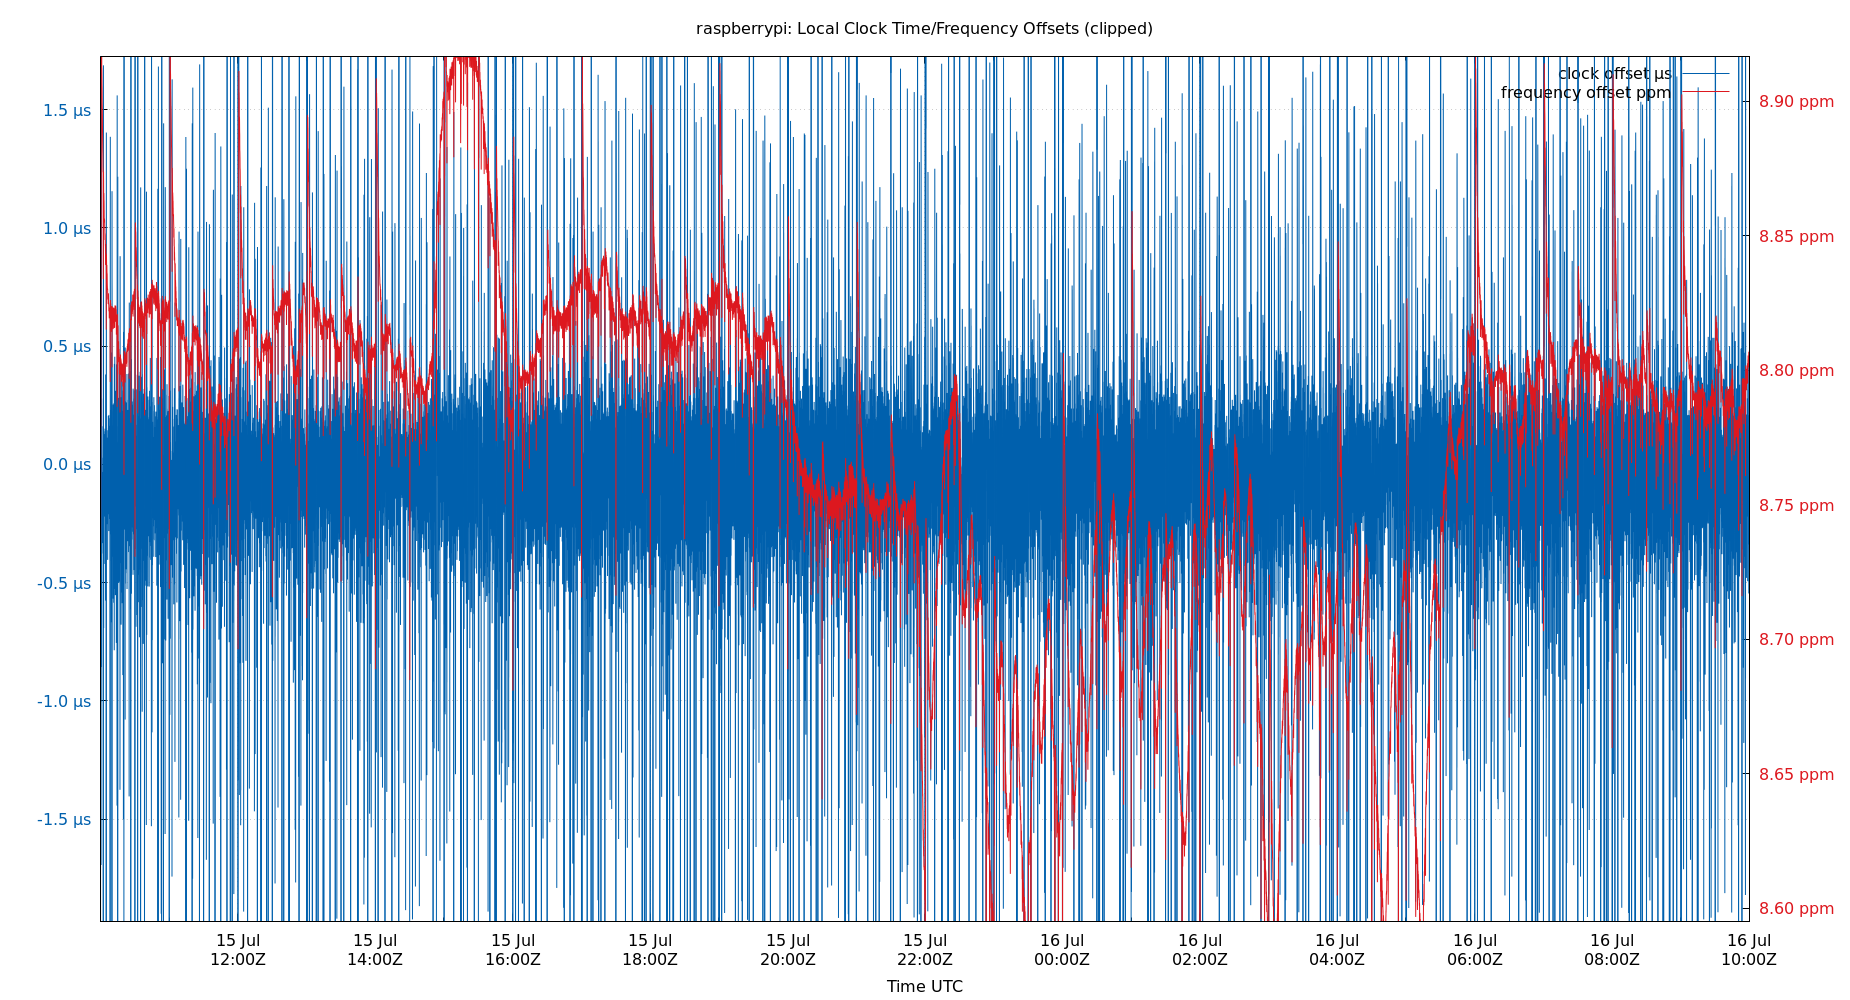 raspberrypi: Local Clock Time/Frequency Offsets (clipped)
clock offset µs
frequency offset ppm
1.5 µs
1.0 µs
0.5 µs
0.0 µs
-0.5 µs
-1.0 µs
-1.5 µs
8.90 ppm
8.85 ppm
8.80 ppm
8.75 ppm
8.70 ppm
8.65 ppm
8.60 ppm
15 Jul 15 Jul 15 Jul 15 Jul 15 Jul 15 Jul 16 Jul 16 Jul 16 Jul 16 Jul 16 Jul 16 Jul
12:00Z 14:00Z 16:00Z 18:00Z 20:00Z 22:00Z 00:00Z 02:00Z 04:00Z 06:00Z 08:00Z 10:00Z
Time UTC